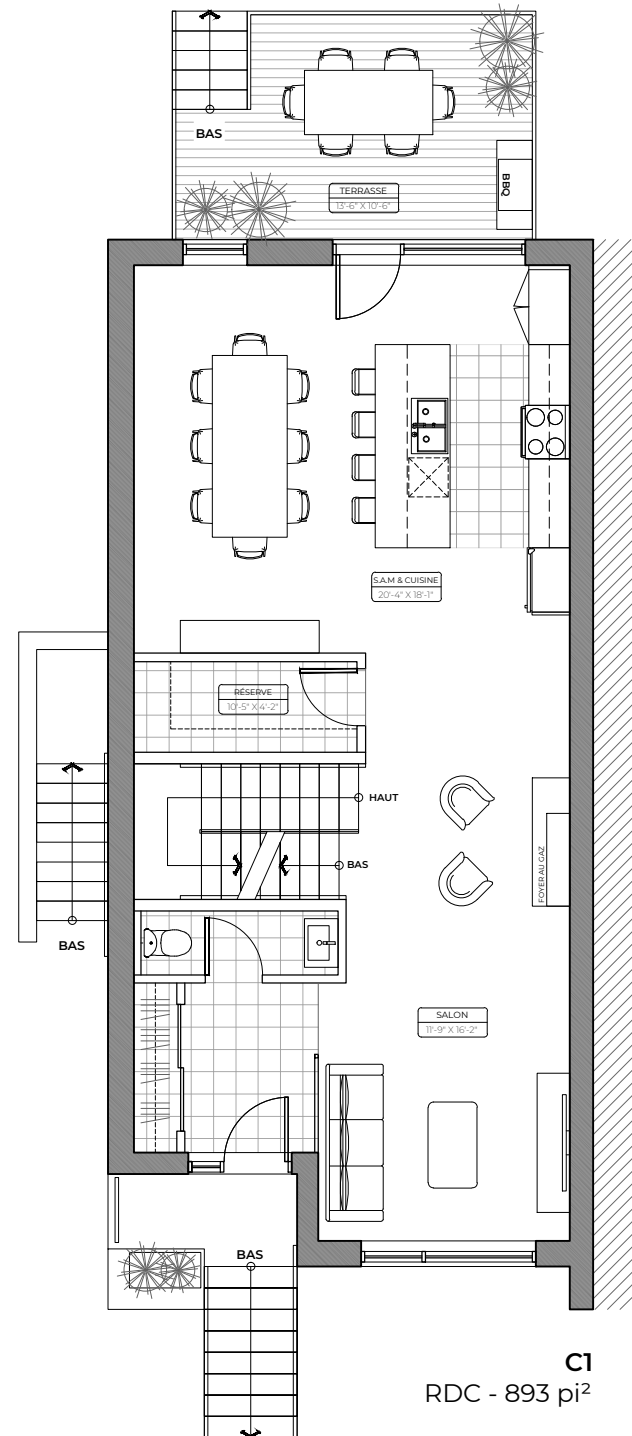 BAS
TERRASSE
13'-6" X 10'-6"
BBQ
S.A.M & CUISINE
20'-4" X 18'-1"
RÉSERVE
10'-5" X 4'-2"
HAUT
BAS
FOYER AU GAZ
BAS
SALON
11'-9" X 16'-2"
BAS
C1
RDC - 893 pi²